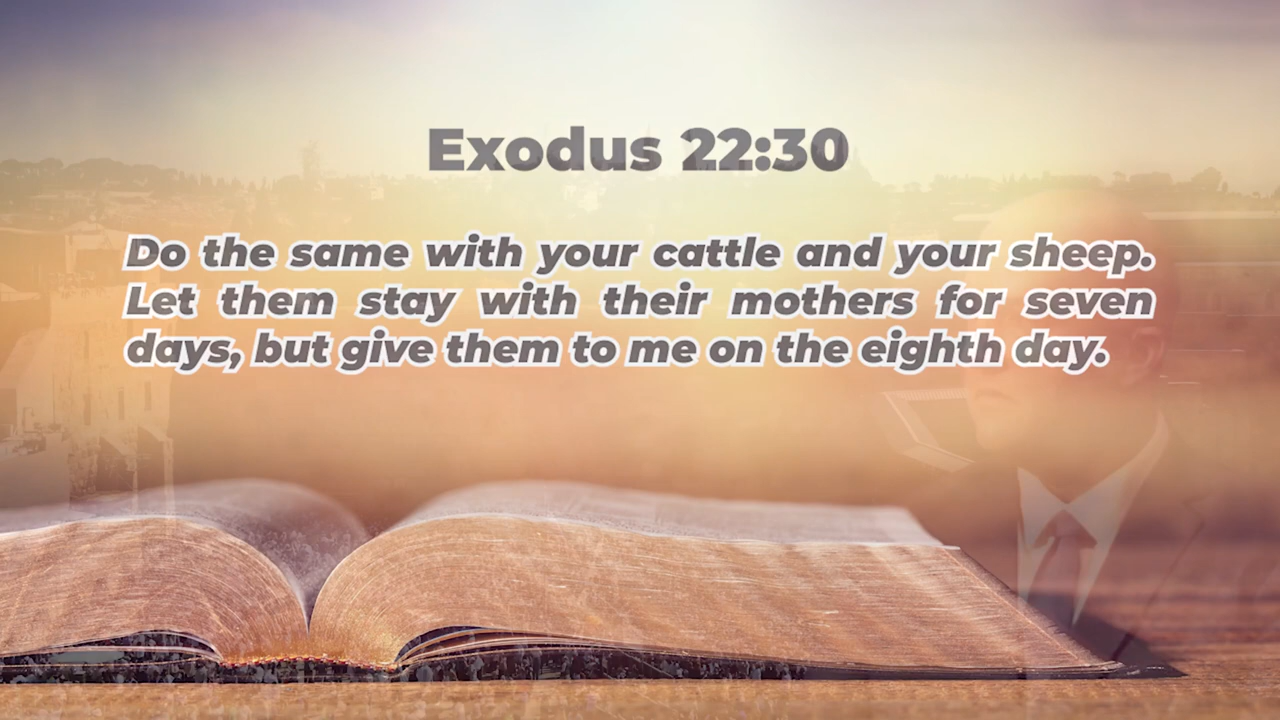 Exodus 22:30
Do the same with your cattle and your sheep.
Let them stay with their mothers for seven
days, but give them to me on the eighth day.